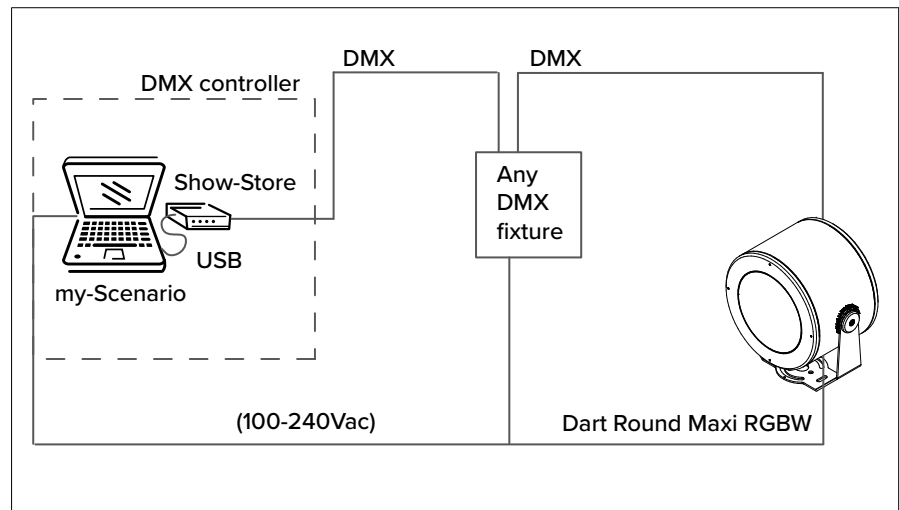 DMX
DMX
DMX controller
Show-Store
USB
my-Scenario
Any
DMX
fixture
(100-240Vac)
Dart Round Maxi RGBW